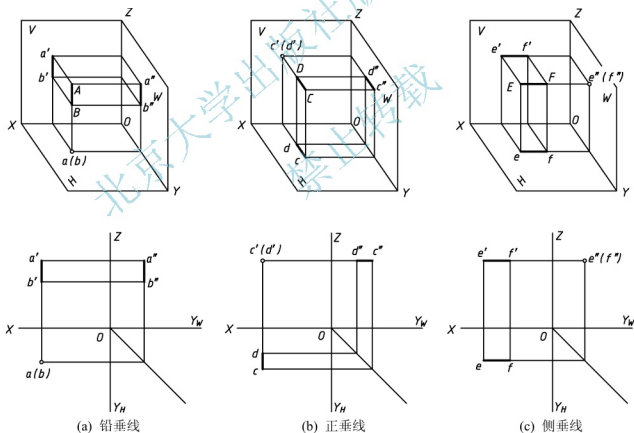 北京大学出版社版
禁止转载
V
Z
a'
b'
A
B
a"
b"
W
X
O
a(b)
H
Y
V
Z
c'(d')
D
C
d"
c"
W
X
O
d
c
H
Y
V
Z
e'
f'
E
F
e"(f")
W
X
O
e
f
H
Y
Z
a'
a"
b'
b"
X
O
Y_W
a(b)
Y_H
(a) 铅垂线
Z
c'(d')
d"
c"
X
O
Y_W
d
c
Y_H
(b) 正垂线
Z
e'
f'
e"(f")
X
O
Y_W
e
f
Y_H
(c) 侧垂线